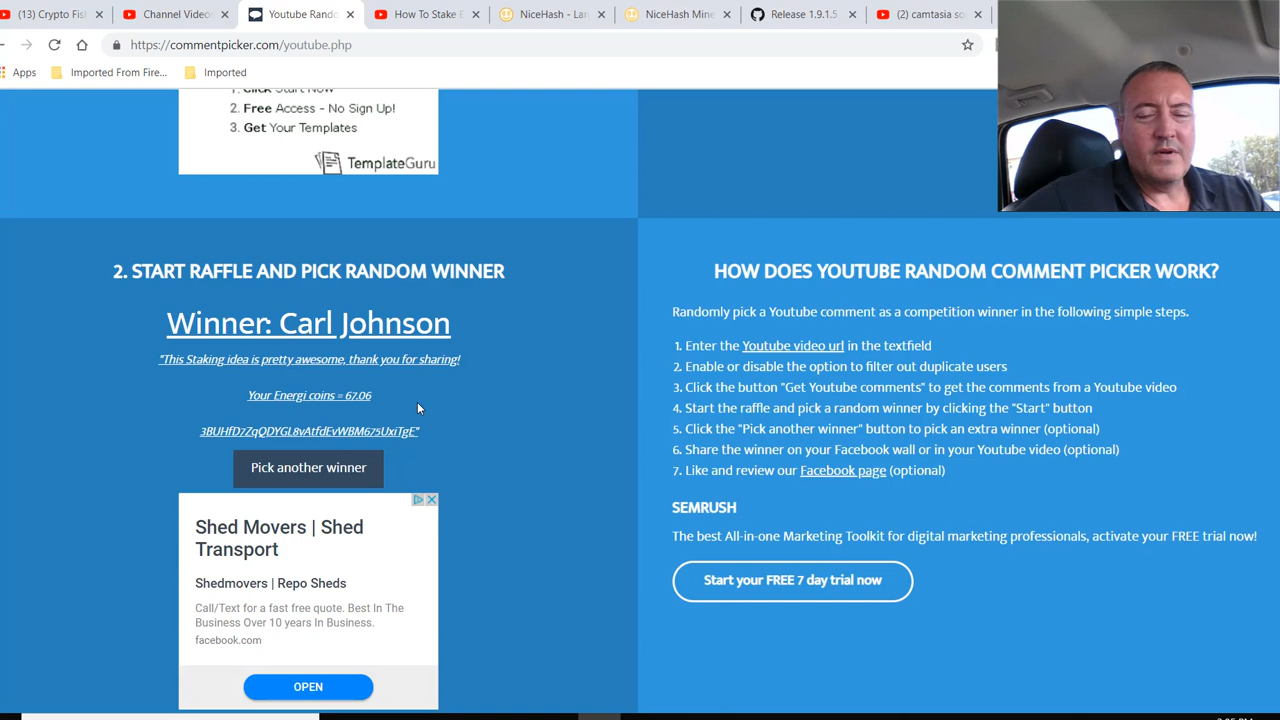 (13) Crypto Fis
Channel Video
Youtube Rando
How To Stake E
NiceHash - Lar
NiceHash Mine
Release 1.9.1.5
(2) camtasia so
https://commentpicker.com/youtube.php
Apps
Imported From Fire...
Imported
1. Click Start Now
2. Free Access - No Sign Up!
3. Get Your Templates
TemplateGuru
2. START RAFFLE AND PICK RANDOM WINNER
Winner: Carl Johnson
"This Staking idea is pretty awesome, thank you for sharing!
Your Energi coins = 67.06
3BUHfD7ZqQDYGL8vAtfdEvWBM675UxiTgE"
Pick another winner
Shed Movers | Shed
Transport
Shedmovers | Repo Sheds
Call/Text for a fast free quote. Best In The
Business Over 10 years In Business.
facebook.com
OPEN
HOW DOES YOUTUBE RANDOM COMMENT PICKER WORK?
Randomly pick a Youtube comment as a competition winner in the following simple steps.
1. Enter the Youtube video url in the textfield
2. Enable or disable the option to filter out duplicate users
3. Click the button "Get Youtube comments" to get the comments from a Youtube video
4. Start the raffle and pick a random winner by clicking the "Start" button
5. Click the "Pick another winner" button to pick an extra winner (optional)
6. Share the winner on your Facebook wall or in your Youtube video (optional)
7. Like and review our Facebook page (optional)
SEMRUSH
The best All-in-one Marketing Toolkit for digital marketing professionals, activate your FREE trial now!
Start your FREE 7 day trial now